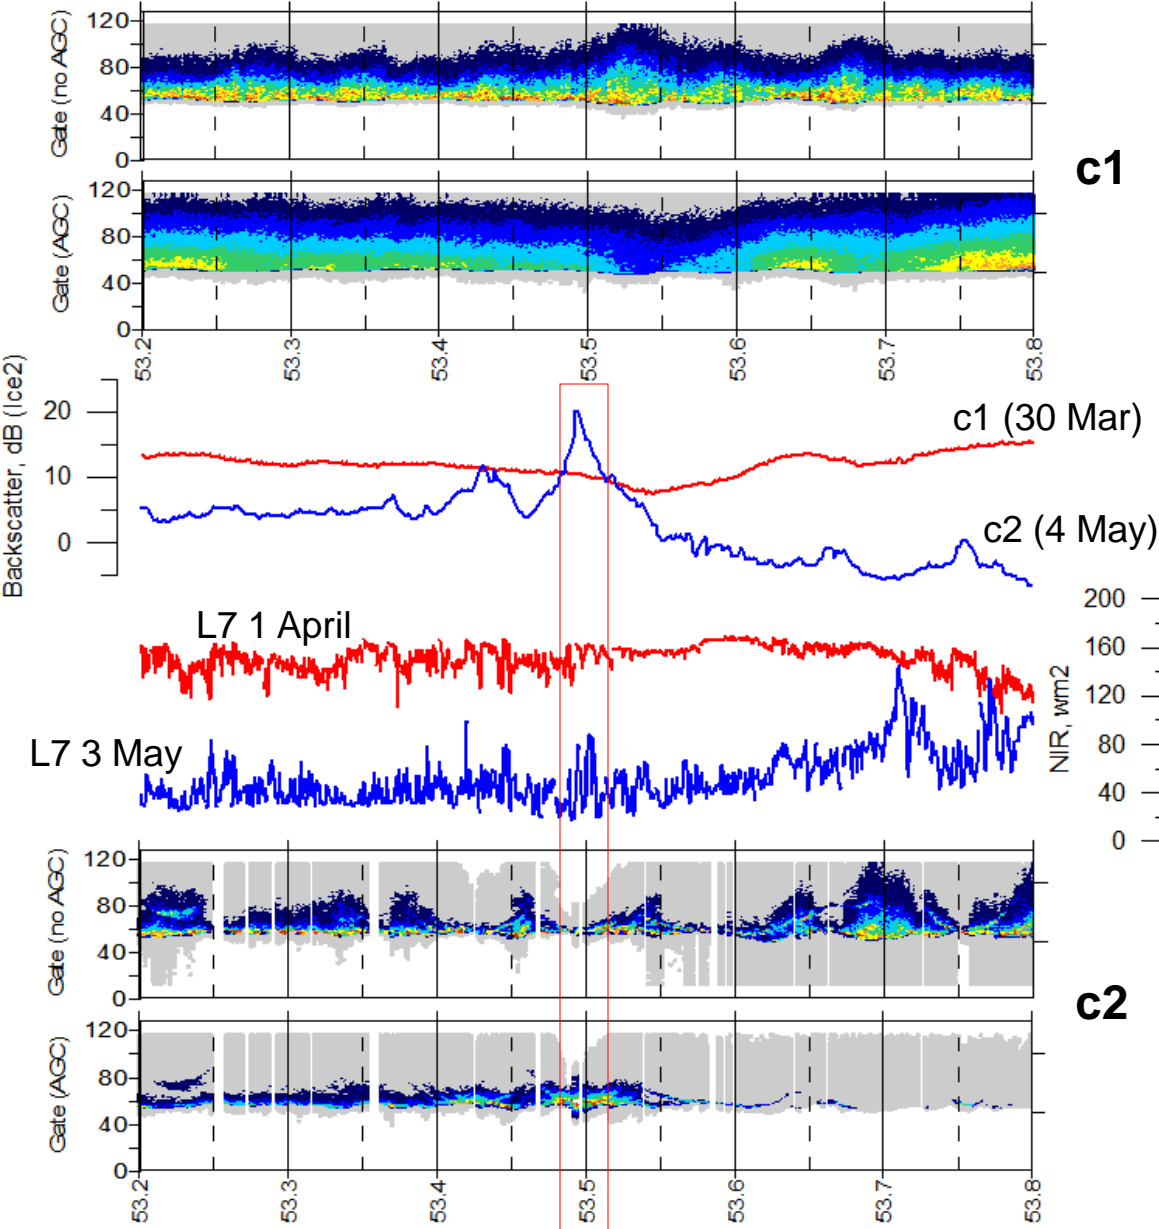 Gate (no AGC)
120
80
40
0
c1
Gate (AGC)
120
80
40
0
53.2 53.3 53.4 53.5 53.6 53.7 53.8
Backscatter, dB (Ice2)
20
10
0
c1 (30 Mar)
c2 (4 May)
L7 1 April
L7 3 May
200
160
120
80
40
0
NIR, wm2
Gate (no AGC)
120
80
40
0
c2
Gate (AGC)
120
80
40
0
53.2 53.3 53.4 53.5 53.6 53.7 53.8